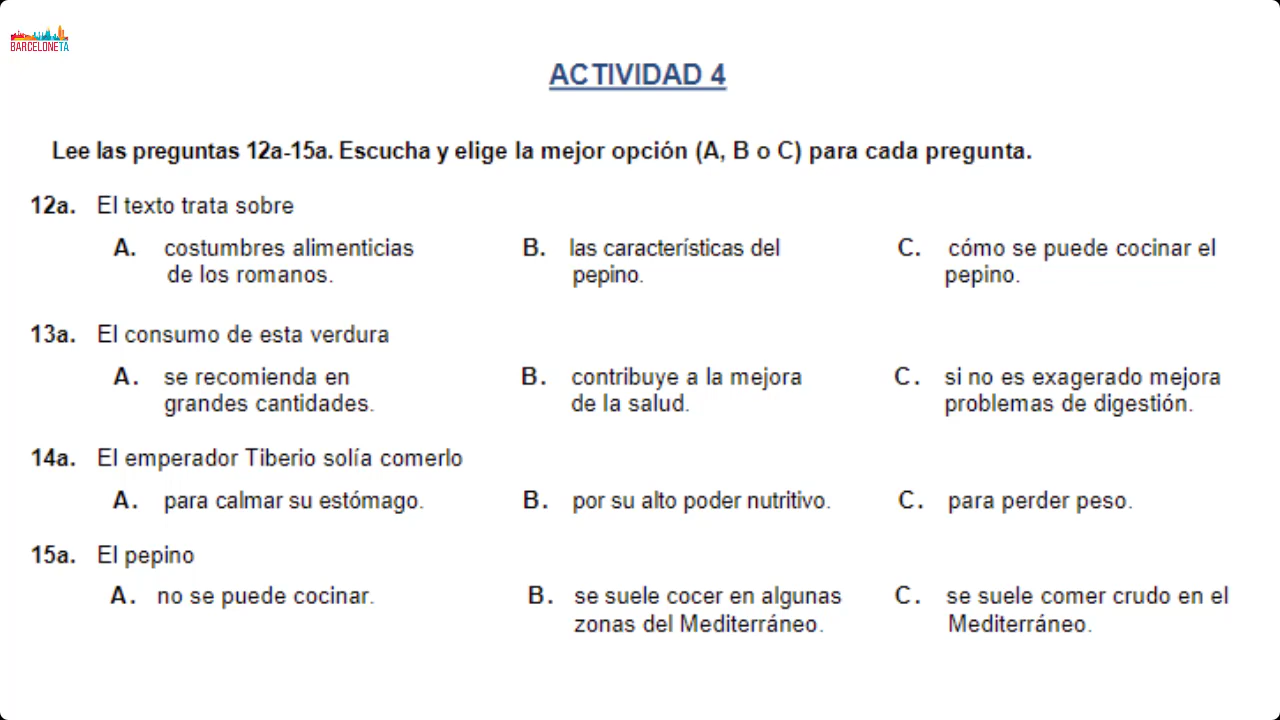 BARCELONETA
ACTIVIDAD 4
Lee las preguntas 12a-15a. Escucha y elige la mejor opción (A, B o C) para cada pregunta.
12a. El texto trata sobre
A. costumbres alimenticias
de los romanos.
B. las características del
pepino.
C. cómo se puede cocinar el
pepino.
13a. El consumo de esta verdura
A. se recomienda en
grandes cantidades.
B. contribuye a la mejora
de la salud.
C. si no es exagerado mejora
problemas de digestión.
14a. El emperador Tiberio solía comerlo
A. para calmar su estómago.
B. por su alto poder nutritivo.
C. para perder peso.
15a. El pepino
A. no se puede cocinar.
B. se suele cocer en algunas
zonas del Mediterráneo.
C. se suele comer crudo en el
Mediterráneo.